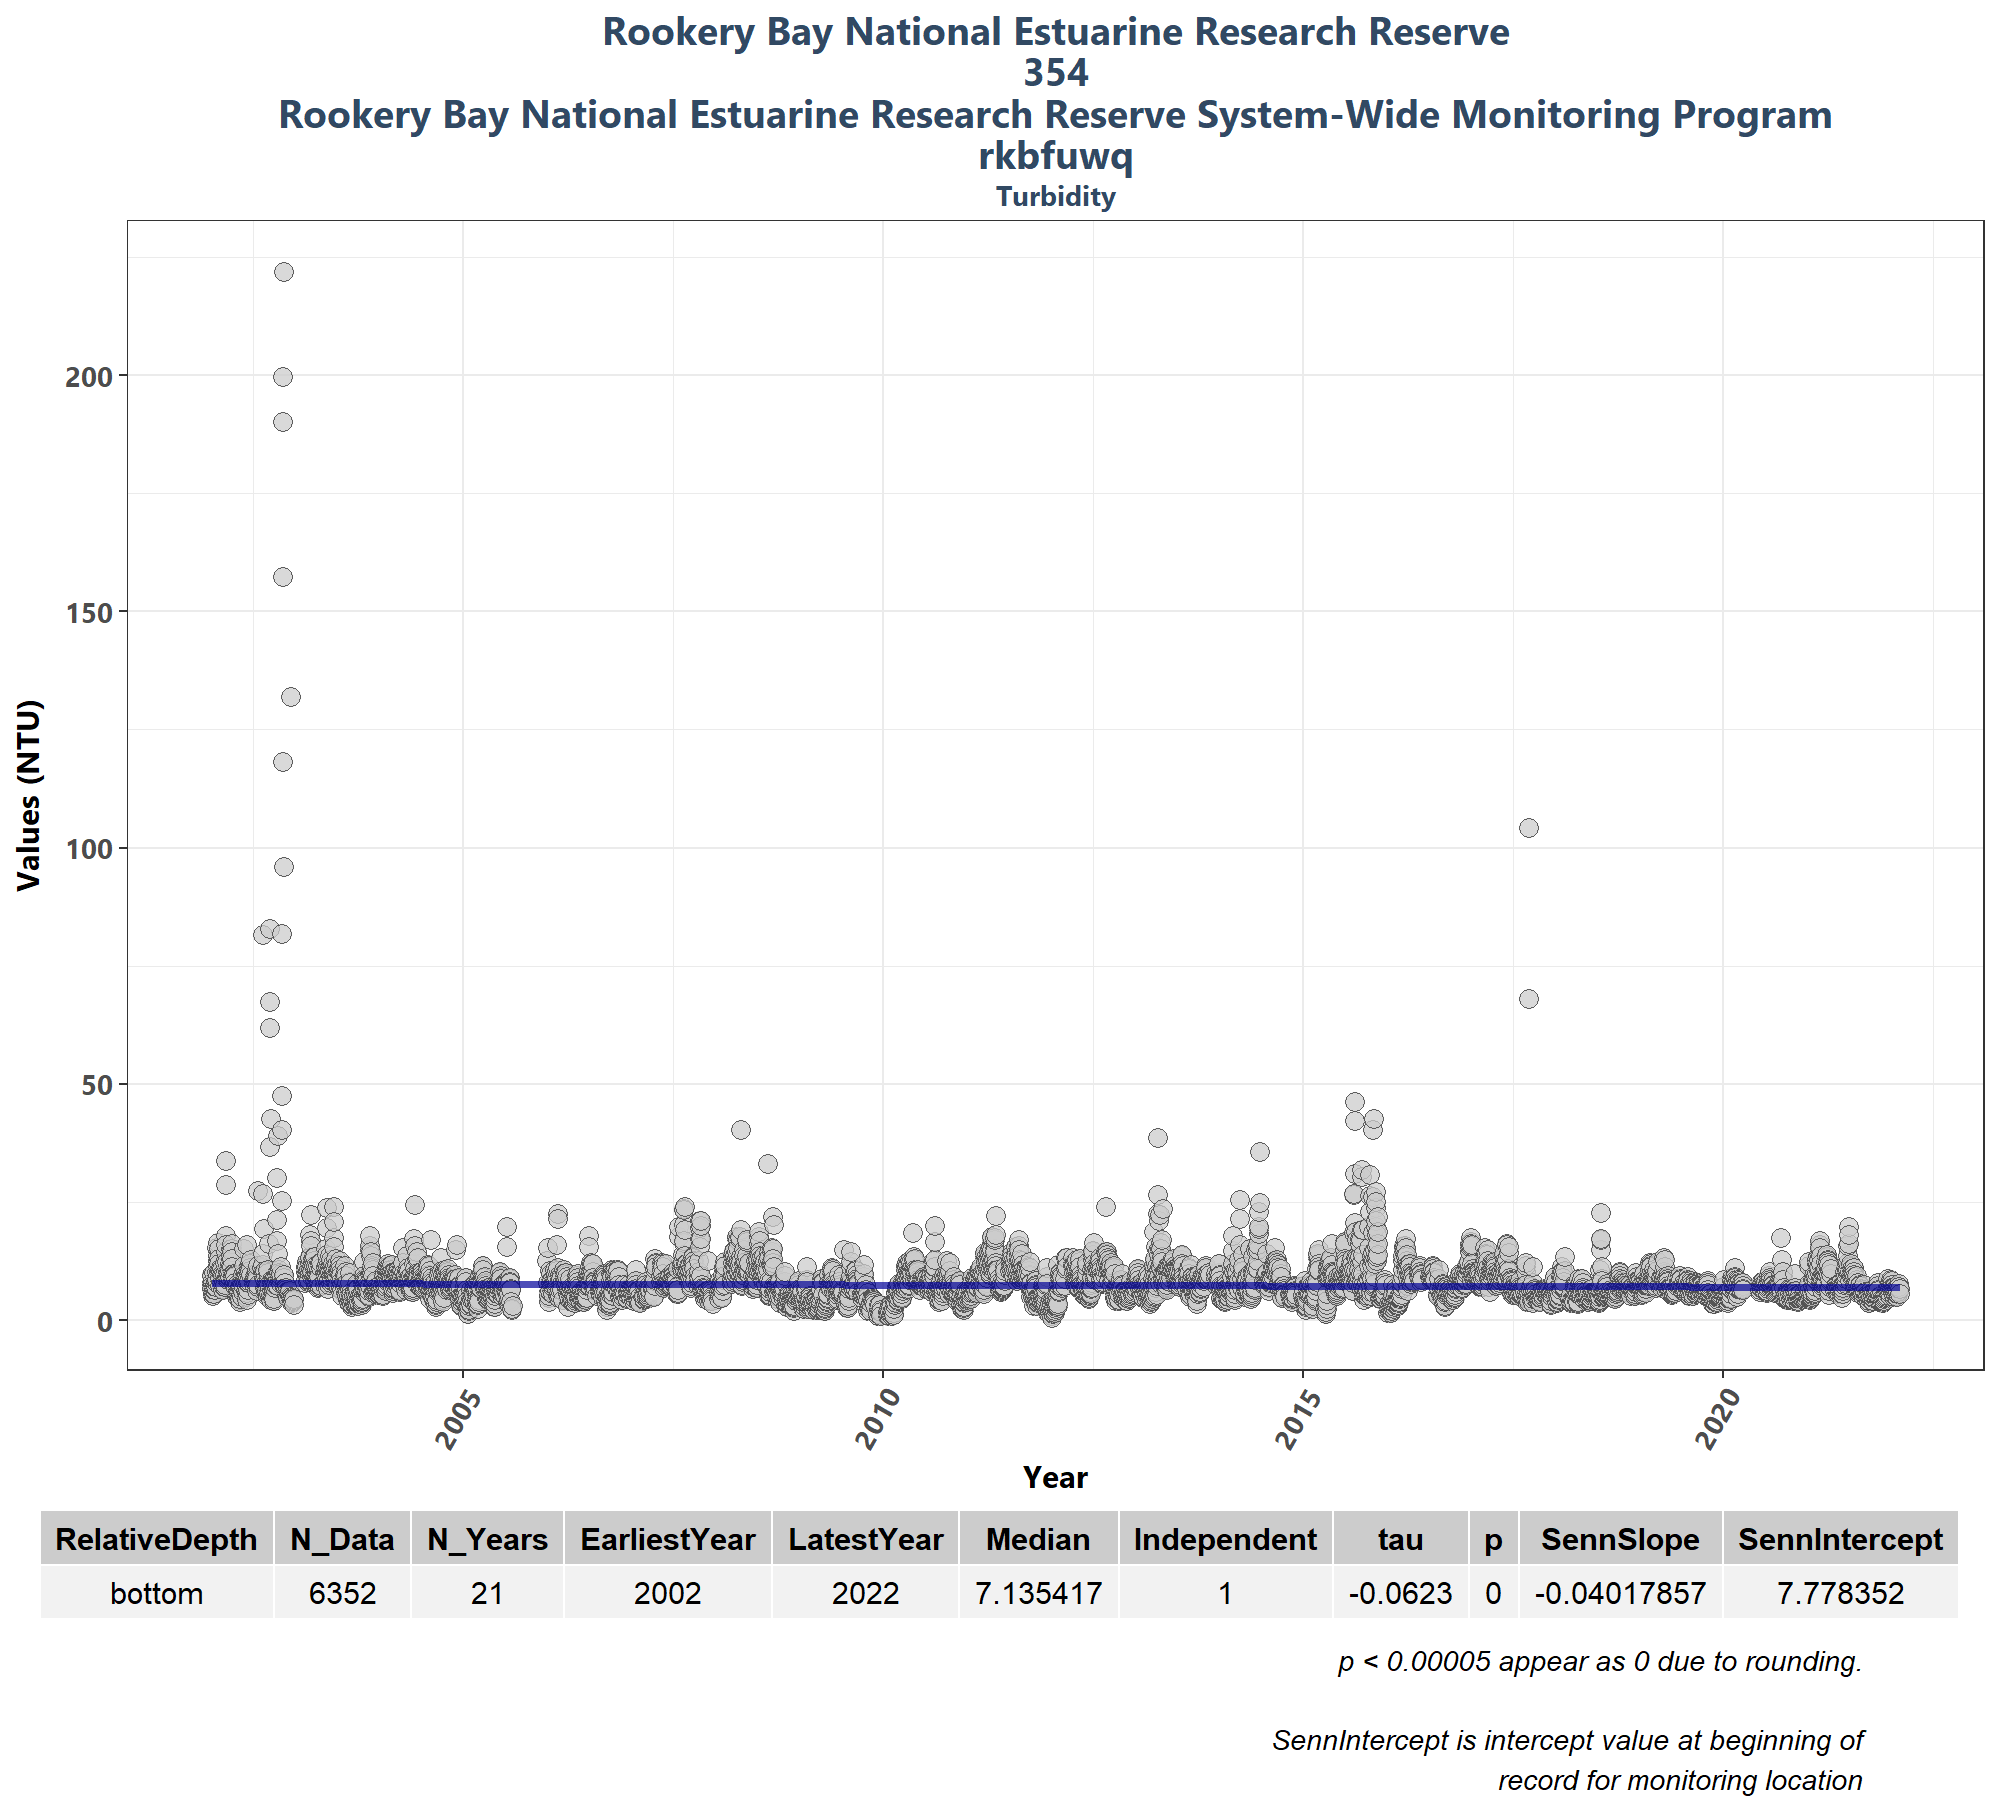 Rookery Bay National Estuarine Research Reserve
354
Rookery Bay National Estuarine Research Reserve System-Wide Monitoring Program
rkbfuwq
Turbidity
Values (NTU)
200
150
100
50
0
2005 2010 2015 2020
Year
RelativeDepth N_Data N_Years EarliestYear LatestYear Median Independent tau p SennSlope SennIntercept
bottom 6352 21 2002 2022 7.135417 1 -0.0623 0 -0.04017857 7.778352
p < 0.00005 appear as 0 due to rounding.
SennIntercept is intercept value at beginning of
record for monitoring location